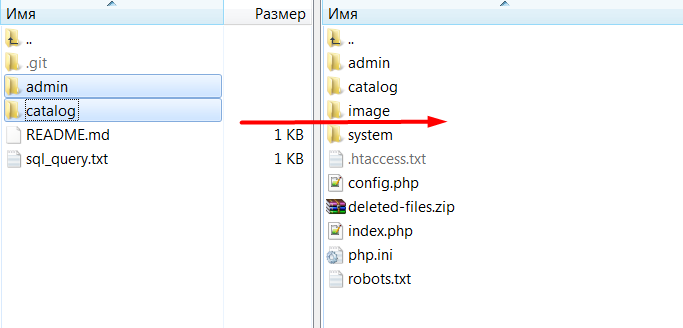 Имя Размер
..
.git
admin
catalog
README.md 1 KB
sql_query.txt 1 KB
Имя
..
admin
catalog
image
system
.htaccess.txt
config.php
deleted-files.zip
index.php
php.ini
robots.txt